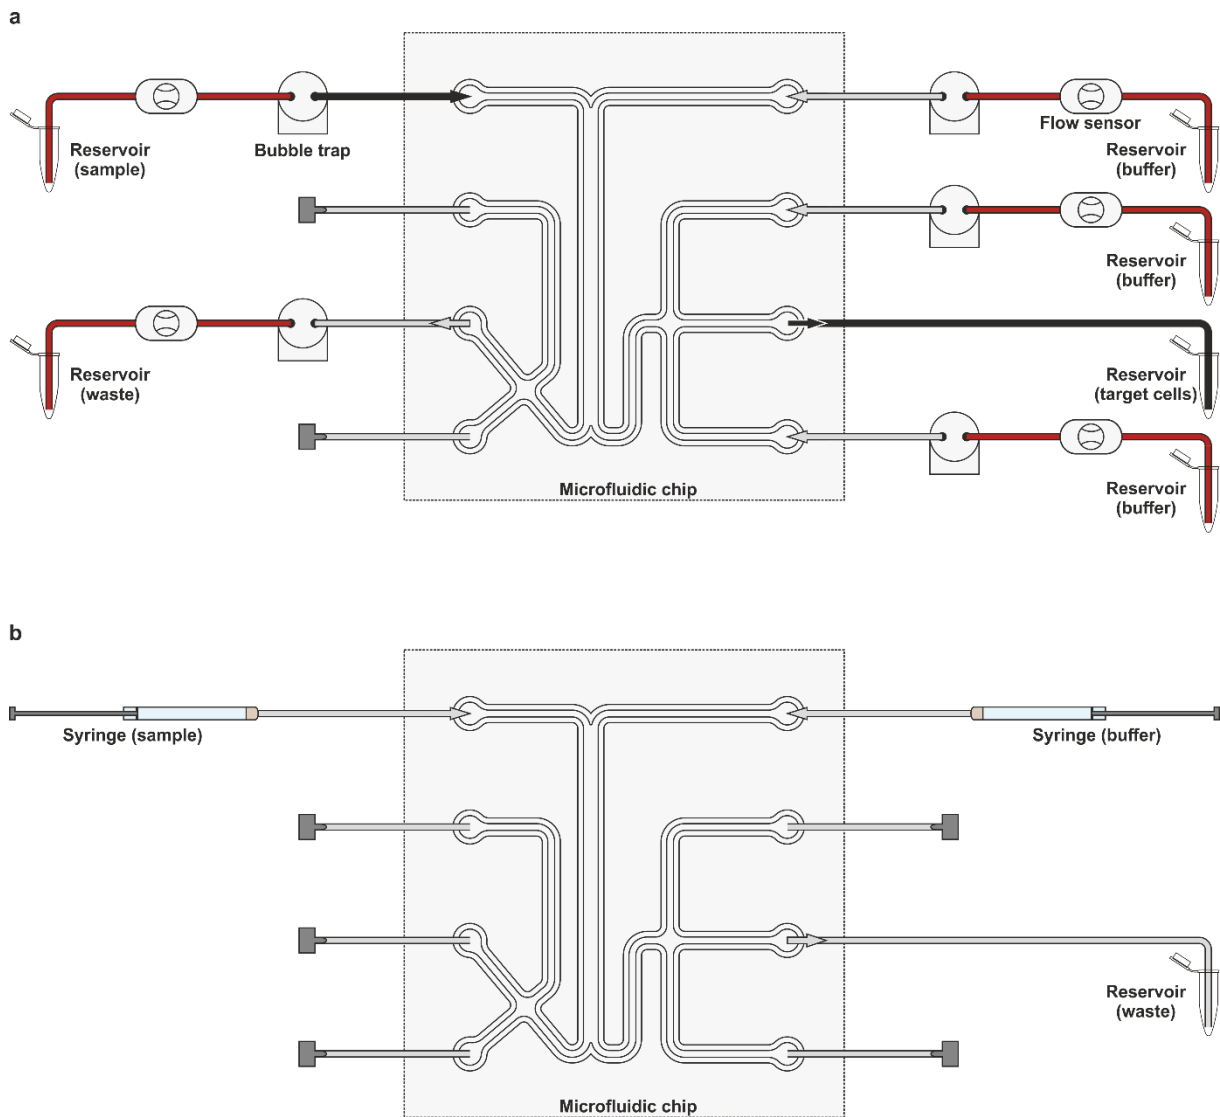 a
Reservoir
(sample)
Bubble trap
Flow sensor
Reservoir
(buffer)
Reservoir
(buffer)
Reservoir
(waste)
Reservoir
(target cells)
Microfluidic chip
Reservoir
(buffer)
b
Syringe (sample)
Syringe (buffer)
Reservoir
(waste)
Microfluidic chip